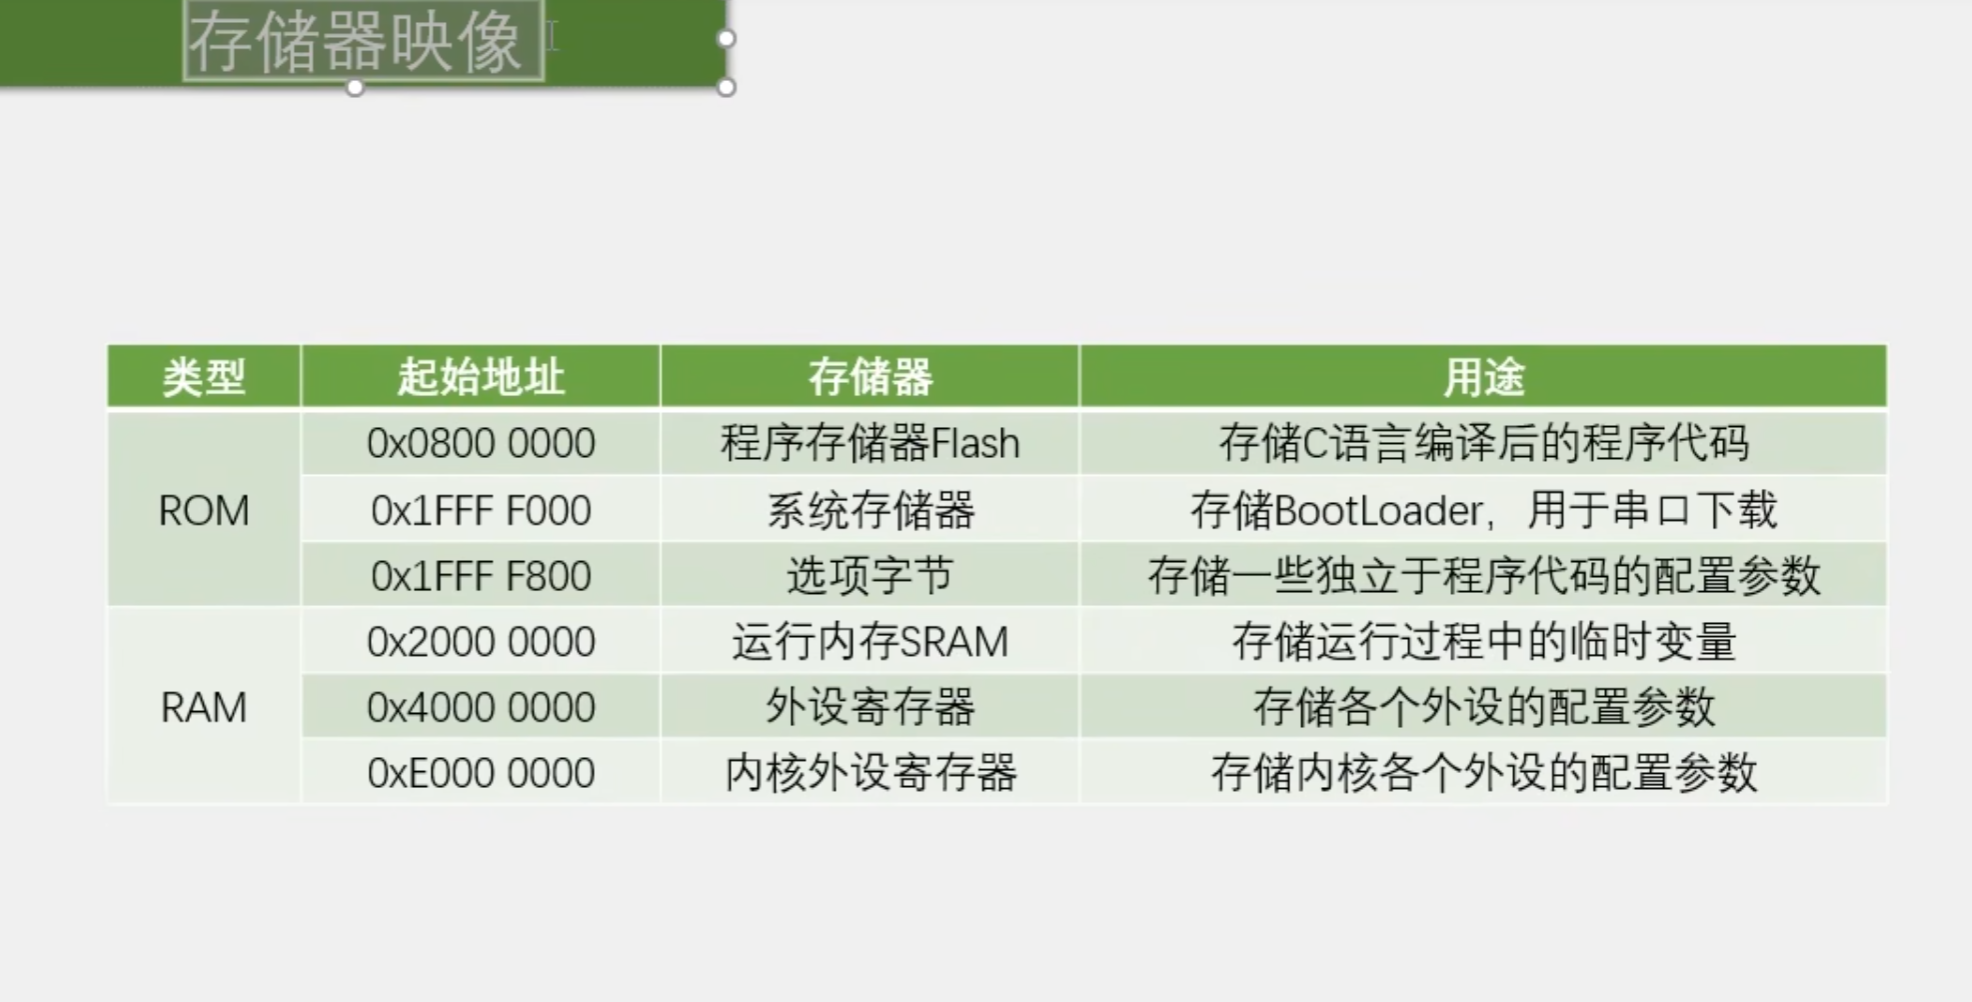 存储器映像
类型 起始地址 存储器 用途
ROM
0x0800 0000 程序存储器Flash 存储C语言编译后的程序代码
0x1FFF F000 系统存储器 存储BootLoader，用于串口下载
0x1FFF F800 选项字节 存储一些独立于程序代码的配置参数
RAM
0x2000 0000 运行内存SRAM 存储运行过程中的临时变量
0x4000 0000 外设寄存器 存储各个外设的配置参数
0xE000 0000 内核外设寄存器 存储内核各个外设的配置参数